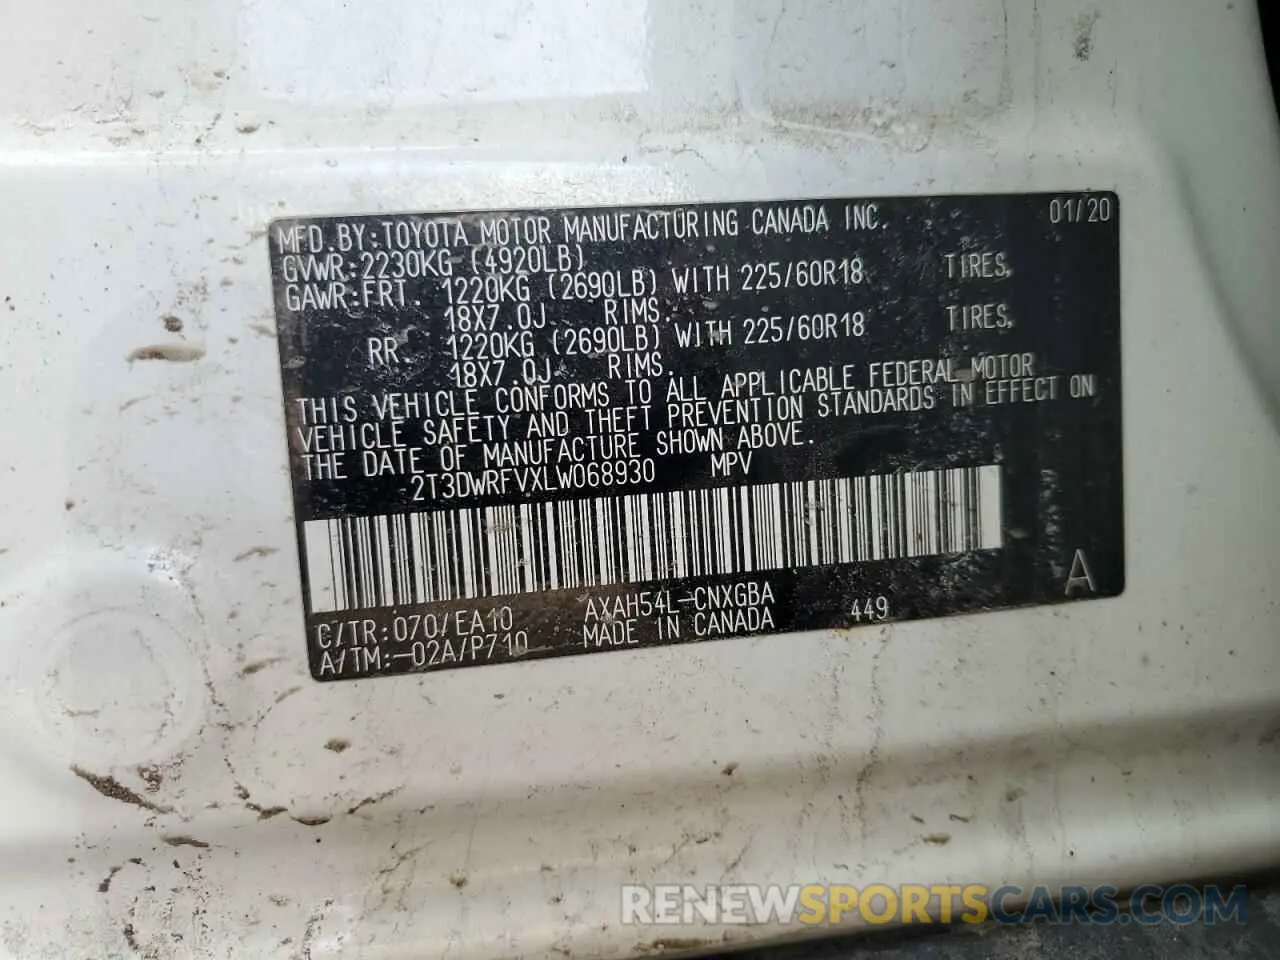 MFD.BY:TOYOTA MOTOR MANUFACTURING CANADA INC. 01/20
GVWR:2230KG (4920LB)
GAWR:FRT. 1220KG (2690LB) WITH 225/60R18 TIRES,
18X7.0J RIMS.
RR. 1220KG (2690LB) WITH 225/60R18 TIRES,
18X7.0J RIMS.
THIS VEHICLE CONFORMS TO ALL APPLICABLE FEDERAL MOTOR
VEHICLE SAFETY AND THEFT PREVENTION STANDARDS IN EFFECT ON
THE DATE OF MANUFACTURE SHOWN ABOVE.
2T3DWRFVXLW068930 MPV
A
C/TR:070/EA10 AXAH54L-CNXGBA
A/TM:-02A/P710 MADE IN CANADA 449
RENEWSPORTSCARS.COM